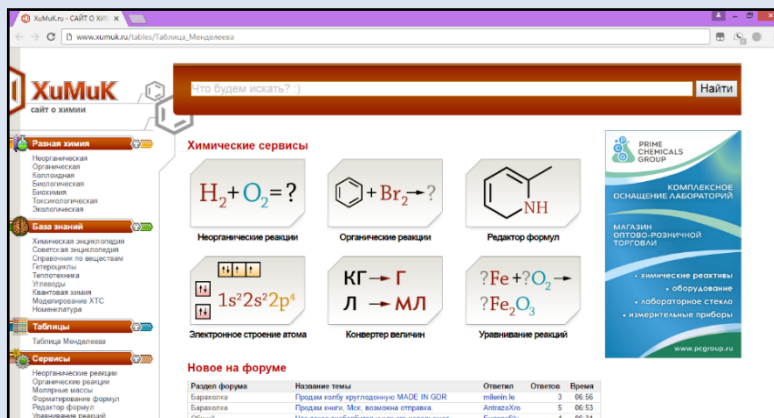 XuMuK.ru - САЙТ О ХИМ
www.xumuk.ru/tables/Таблица_Менделеева
XuMuK
сайт о химии
Что будем искать? :)
Найти
Разная химия
Неорганическая
Органическая
Коллоидная
Биологическая
Биохимия
Токсикологическая
Экологическая
База знаний
Химическая энциклопедия
Советская энциклопедия
Справочник по веществам
Гетероциклы
Теплотехника
Углеводы
Квантовая химия
Моделирование ХТС
Номенклатура
Таблицы
Таблица Менделеева
Сервисы
Неорганические реакции
Органические реакции
Молярные массы
Форматирование формул
Редактор формул
Уравнивание реакций
Химические сервисы
H₂+O₂=?
+Br₂→?
NH
Неорганические реакции
Органические реакции
Редактор формул
1s²2s²2p⁴
КГ → Г
Л → МЛ
?Fe+?O₂→
?Fe₂O₃
Электронное строение атома
Конвертер величин
Уравнивание реакций
Новое на форуме
Раздел форума Название темы Ответил Ответов Время
Барахолка Продам колбу круглодонную MADE IN GDR milenin.le 3 06:56
Барахолка Продам книги, Мск, возможна отправка. AntrazoXro 5 06:53
PRIME
CHEMICALS
GROUP
КОМПЛЕКСНОЕ
ОСНАЩЕНИЕ ЛАБОРАТОРИЙ
МАГАЗИН
ОПТОВО-РОЗНИЧНОЙ
ТОРГОВЛИ
• химические реактивы
• оборудование
• лабораторное стекло
• измерительные приборы
www.pcgroup.ru